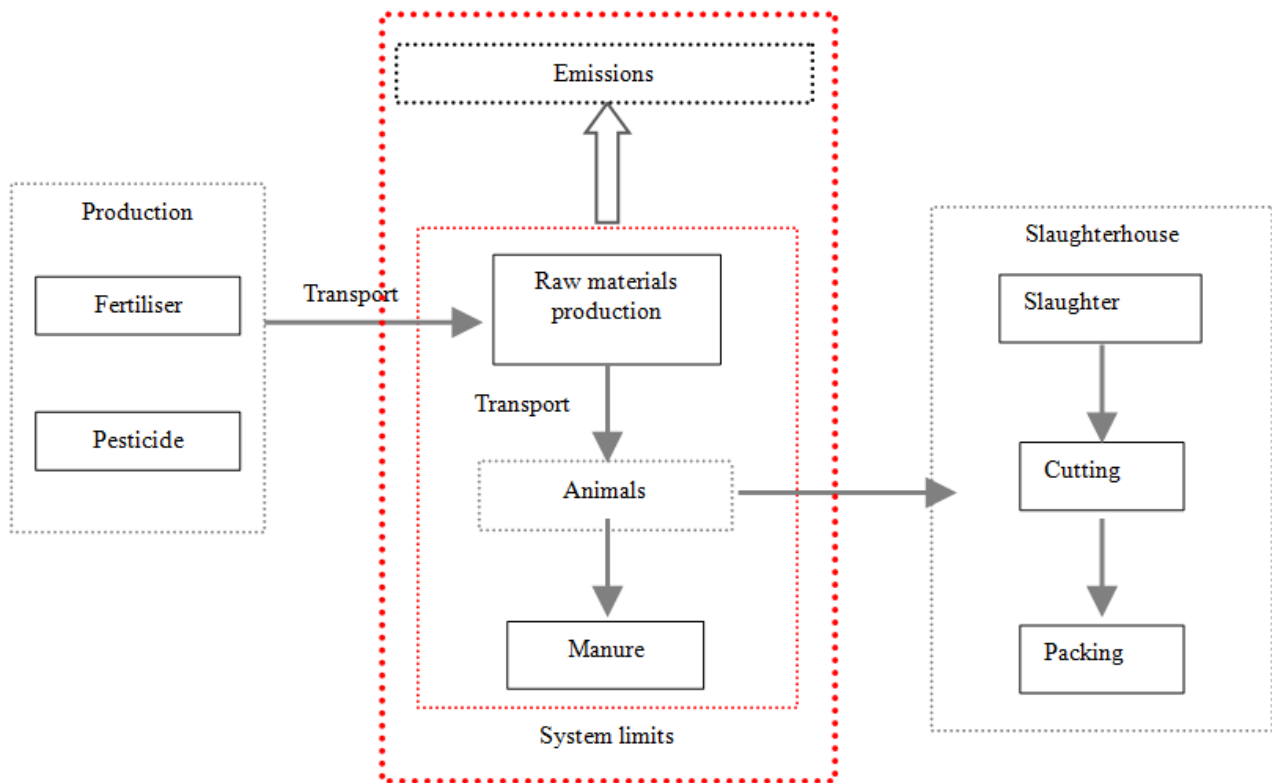 Emissions
Production
Fertiliser
Pesticide
Transport
Raw materials
production
Transport
Animals
Manure
System limits
Slaughterhouse
Slaughter
Cutting
Packing